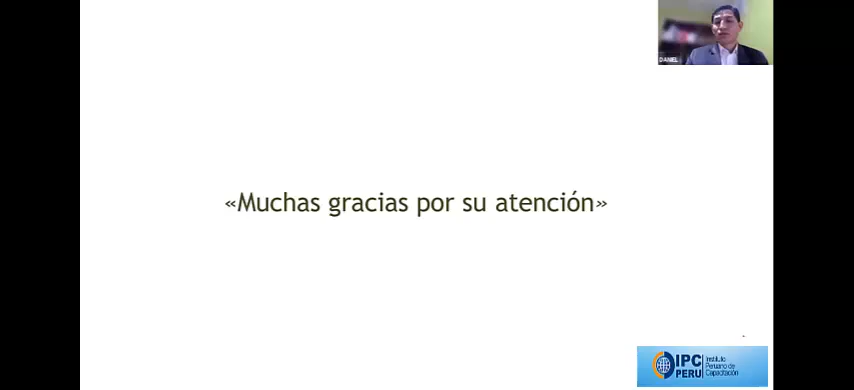 DANIEL
«Muchas gracias por su atención»
IPC
PERU
Instituto
Peruano de
Capacitación